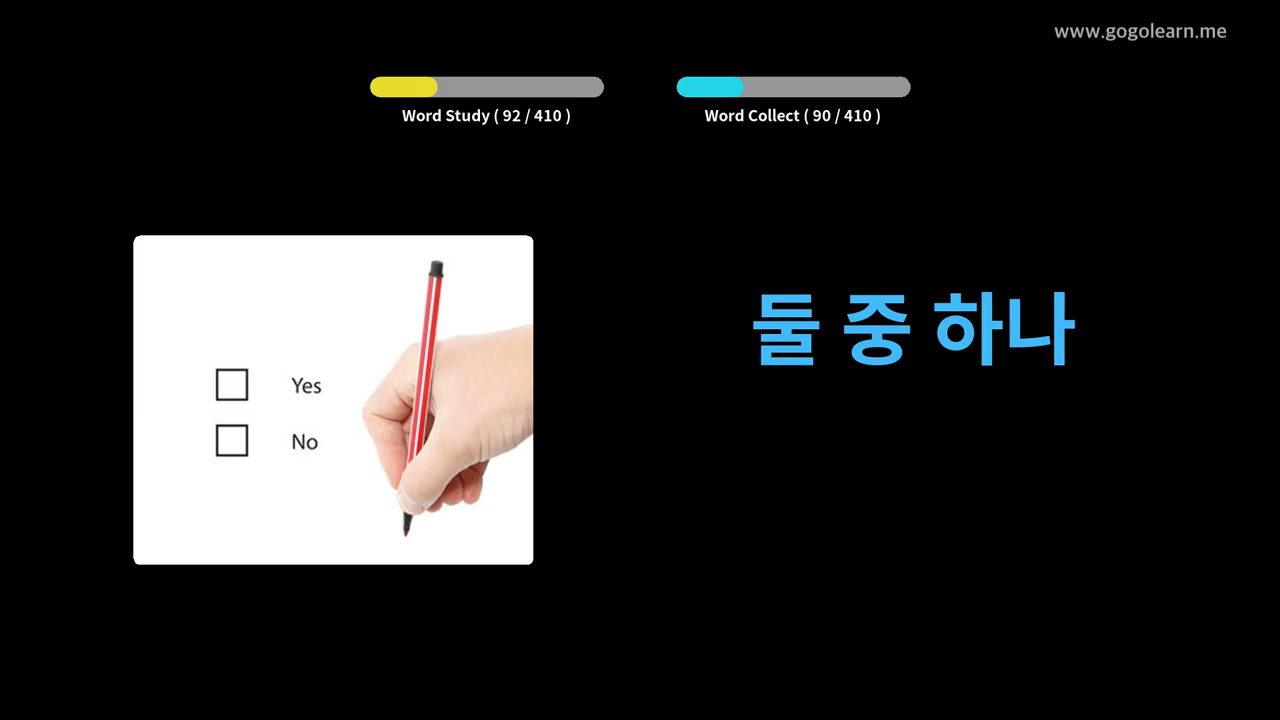 www.gogolearn.me
Word Study ( 92 / 410 )
Word Collect ( 90 / 410 )
둘 중 하나
Yes
No